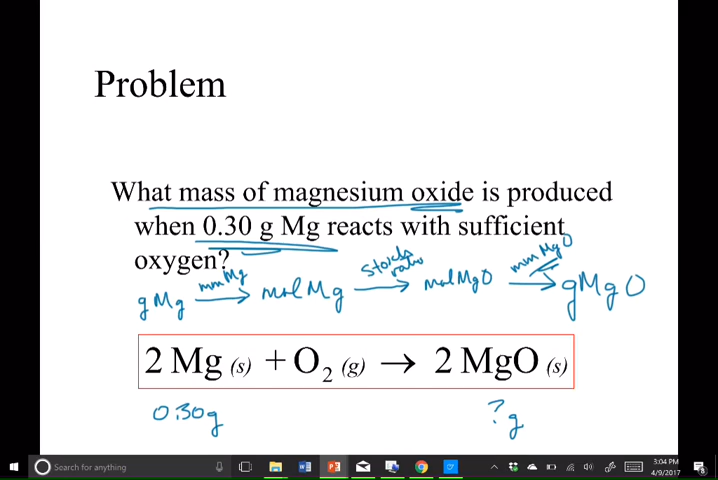 Problem
What mass of magnesium oxide is produced
when 0.30 g Mg reacts with sufficient
oxygen?
mm Mg
stoich ratio
mm MgO
g Mg → mol Mg → mol MgO → g MgO
2 Mg (s) + O2 (g) → 2 MgO (s)
0.30g
? g
Search for anything
3:04 PM
4/9/2017